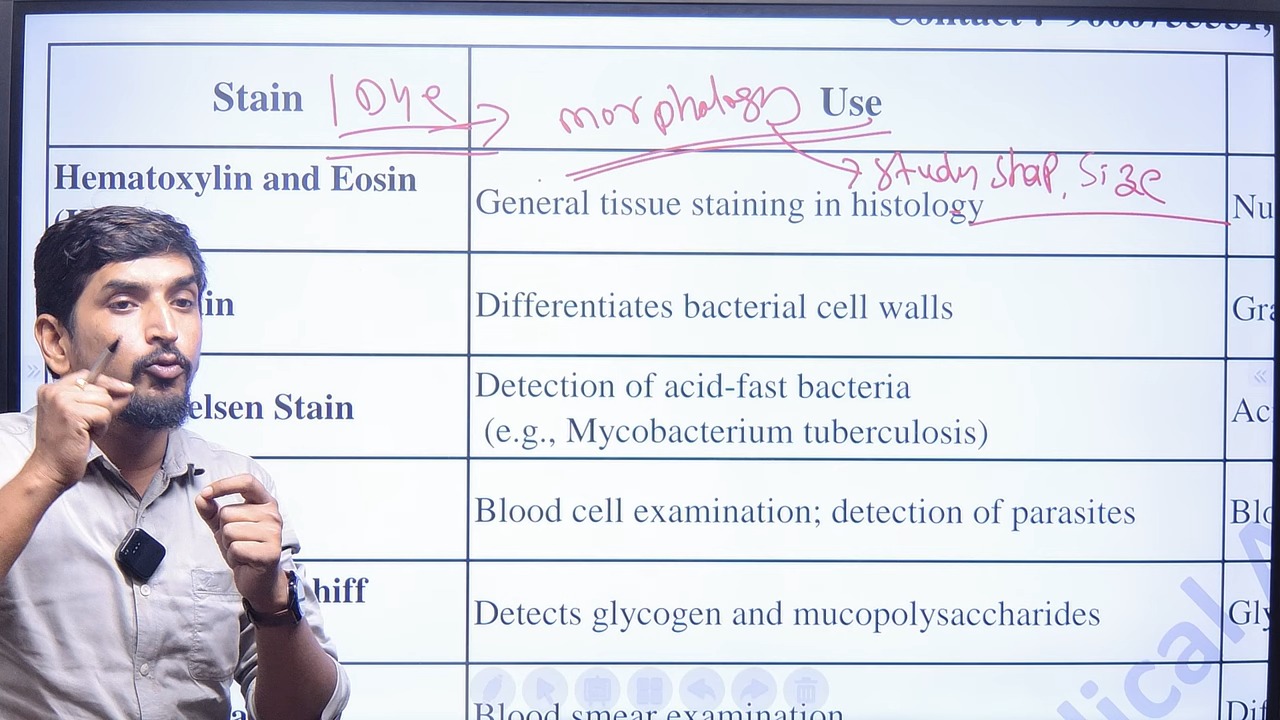 Contact :
Stain | Dye → morphology Use
→ study shap, Size
Hematoxylin and Eosin
General tissue staining in histology
Nu
in
Differentiates bacterial cell walls
Gra
elsen Stain
Detection of acid-fast bacteria
(e.g., Mycobacterium tuberculosis)
Ac
Blood cell examination; detection of parasites
Blo
hiff
Detects glycogen and mucopolysaccharides
Gly
a
Blood smear examination
Dif
dical A